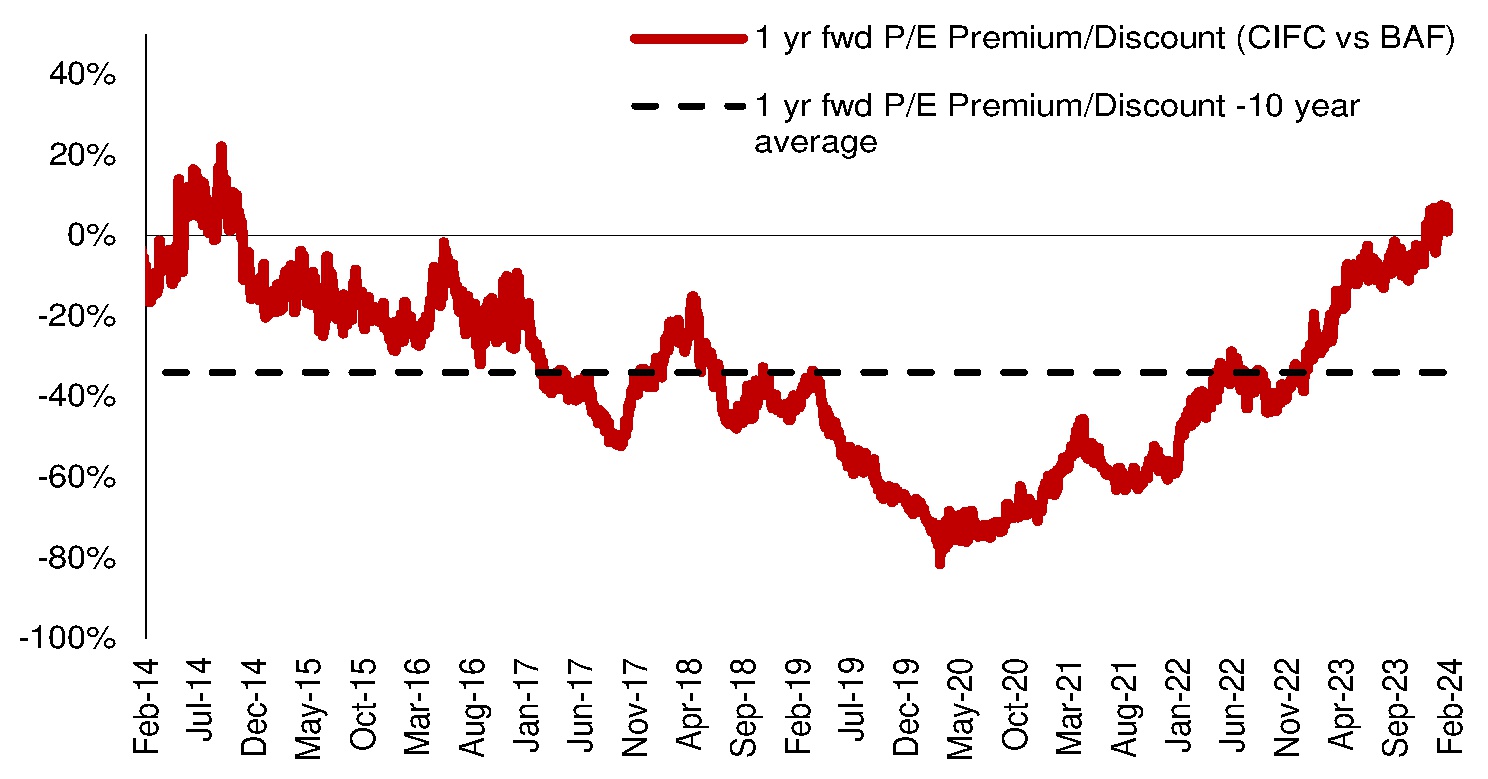 1 yr fwd P/E Premium/Discount (CIFC vs BAF)
1 yr fwd P/E Premium/Discount -10 year
average
40%
20%
0%
-20%
-40%
-60%
-80%
-100%
Feb-14
Jul-14
Dec-14
May-15
Oct-15
Mar-16
Aug-16
Jan-17
Jun-17
Nov-17
Apr-18
Sep-18
Feb-19
Jul-19
Dec-19
May-20
Oct-20
Mar-21
Aug-21
Jan-22
Jun-22
Nov-22
Apr-23
Sep-23
Feb-24